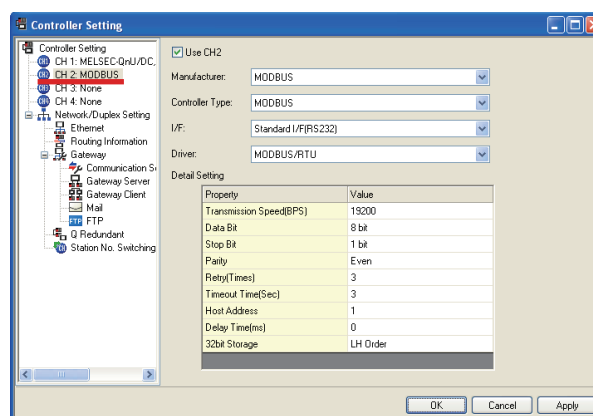 Controller Setting
Controller Setting
CH 1: MELSEC-QnU/DC,
CH 2: MODBUS
CH 3: None
CH 4: None
Network/Duplex Setting
Ethernet
Routing Information
Gateway
Communication S
Gateway Server
Gateway Client
Mail
FTP FTP
Q Redundant
Station No. Switching
Use CH2
Manufacturer: MODBUS
Controller Type: MODBUS
I/F: Standard I/F(RS232)
Driver: MODBUS/RTU
Detail Setting
Property Value
Transmission Speed(BPS) 19200
Data Bit 8 bit
Stop Bit 1 bit
Parity Even
Retry(Times) 3
Timeout Time(Sec) 3
Host Address 1
Delay Time(ms) 0
32bit Storage LH Order
OK Cancel Apply